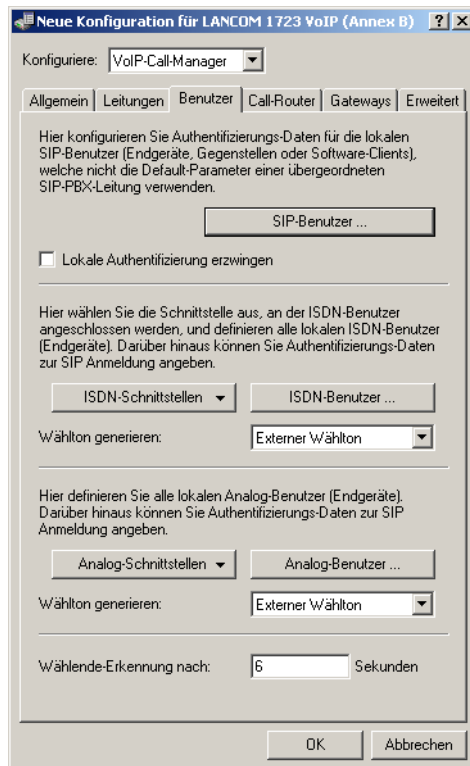 Neue Konfiguration für LANCOM 1723 VoIP (Annex B)
Konfiguriere: VoIP-Call-Manager
Allgemein Leitungen Benutzer Call-Router Gateways Erweitert
Hier konfigurieren Sie Authentifizierungs-Daten für die lokalen
SIP-Benutzer (Endgeräte, Gegenstellen oder Software-Clients),
welche nicht die Default-Parameter einer übergeordneten
SIP-PBX-Leitung verwenden.
SIP-Benutzer ...
Lokale Authentifizierung erzwingen
Hier wählen Sie die Schnittstelle aus, an der ISDN-Benutzer
angeschlossen werden, und definieren alle lokalen ISDN-Benutzer
(Endgeräte). Darüber hinaus können Sie Authentifizierungs-Daten
zur SIP Anmeldung angeben.
ISDN-Schnittstellen ISDN-Benutzer ...
Wählton generieren: Externer Wählton
Hier definieren Sie alle lokalen Analog-Benutzer (Endgeräte).
Darüber hinaus können Sie Authentifizierungs-Daten zur SIP
Anmeldung angeben.
Analog-Schnittstellen Analog-Benutzer ...
Wählton generieren: Externer Wählton
Wählende-Erkennung nach: 6 Sekunden
OK Abbrechen